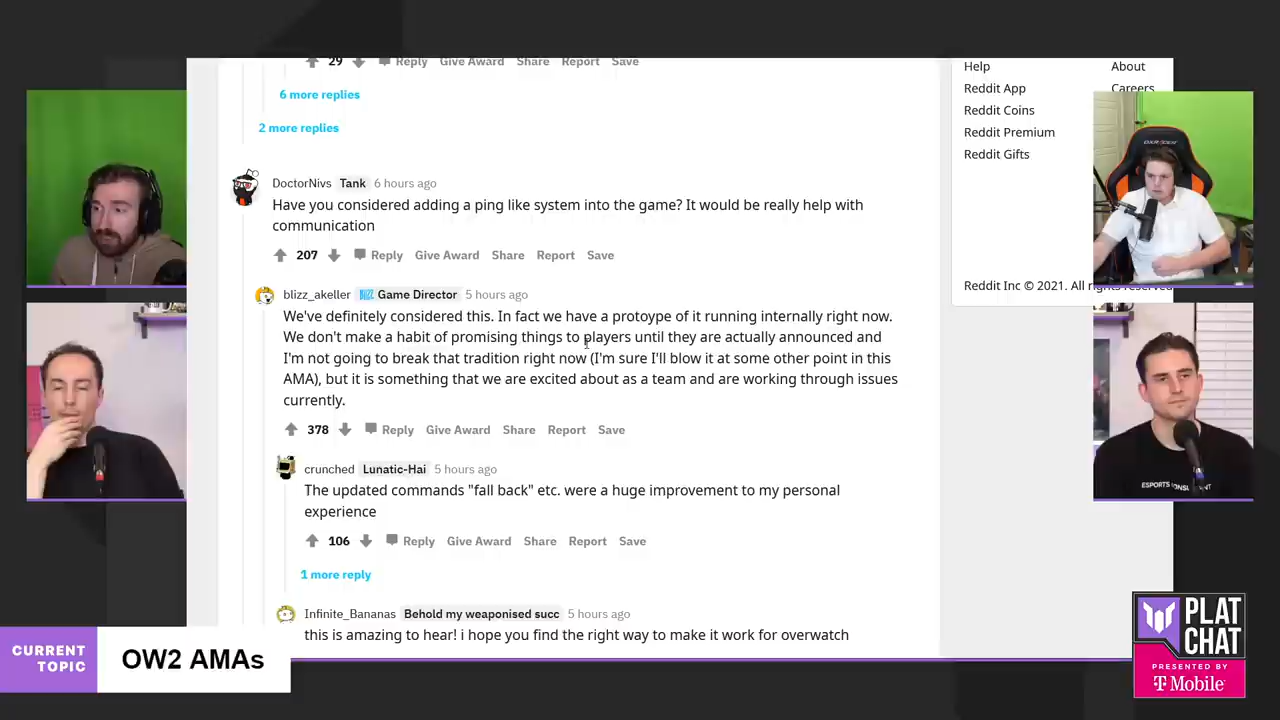 29 Reply Give Award Share Report Save
6 more replies
2 more replies
DoctorNivs Tank 6 hours ago
Have you considered adding a ping like system into the game? It would be really help with
communication
207 Reply Give Award Share Report Save
blizz_akeller BLIZZ Game Director 5 hours ago
We've definitely considered this. In fact we have a protoype of it running internally right now.
We don't make a habit of promising things to players until they are actually announced and
I'm not going to break that tradition right now (I'm sure I'll blow it at some other point in this
AMA), but it is something that we are excited about as a team and are working through issues
currently.
378 Reply Give Award Share Report Save
crunched Lunatic-Hai 5 hours ago
The updated commands "fall back" etc. were a huge improvement to my personal
experience
106 Reply Give Award Share Report Save
1 more reply
Infinite_Bananas Behold my weaponised succ 5 hours ago
this is amazing to hear! i hope you find the right way to make it work for overwatch
Help About
Reddit App Careers
Reddit Coins
Reddit Premium
Reddit Gifts
Reddit Inc © 2021. All rights reserved
DXRACER
ESPORTS
CURRENT
TOPIC
OW2 AMAs
PLAT
CHAT
PRESENTED BY
T Mobile